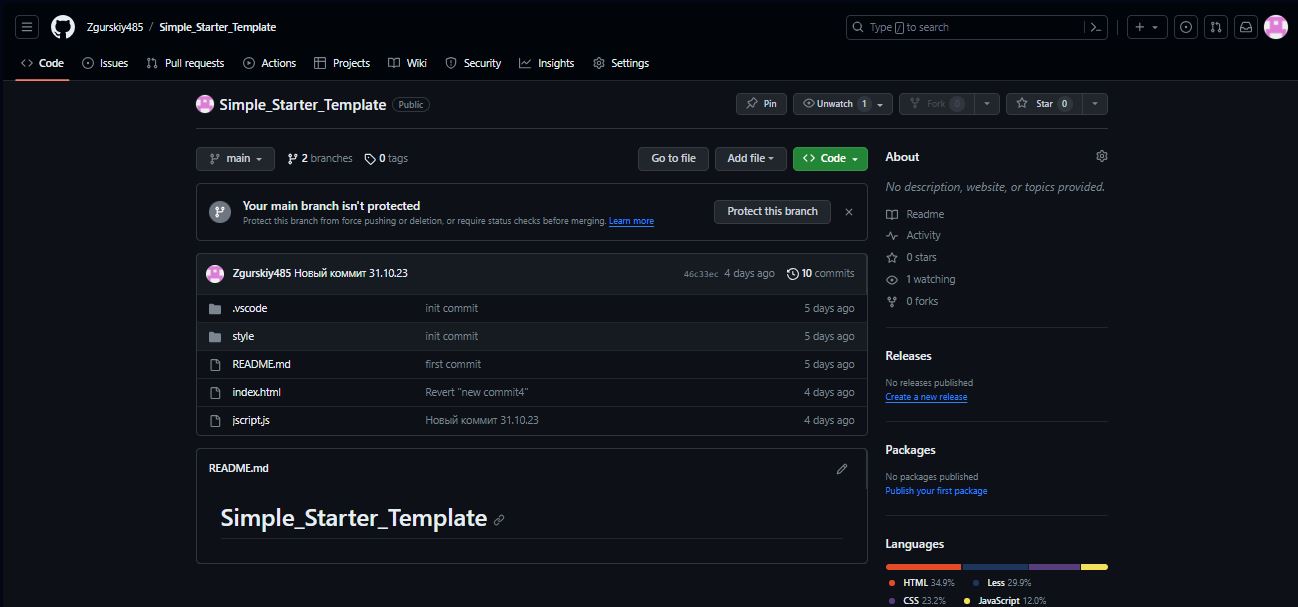 Zgurskiy485 / Simple_Starter_Template
Type / to search
Code Issues Pull requests Actions Projects Wiki Security Insights Settings
Simple_Starter_Template Public
Pin Unwatch 1 Fork 0 Star 0
main 2 branches 0 tags Go to file Add file Code
Your main branch isn't protected
Protect this branch from force pushing or deletion, or require status checks before merging. Learn more
Protect this branch
Zgurskiy485 Новый коммит 31.10.23 46c33ec 4 days ago 10 commits
.vscode init commit 5 days ago
style init commit 5 days ago
README.md first commit 5 days ago
index.html Revert "new commit4" 4 days ago
jscript.js Новый коммит 31.10.23 4 days ago
README.md
Simple_Starter_Template
About
No description, website, or topics provided.
Readme
Activity
0 stars
1 watching
0 forks
Releases
No releases published
Create a new release
Packages
No packages published
Publish your first package
Languages
HTML 34.9% Less 29.9%
CSS 23.2% JavaScript 12.0%